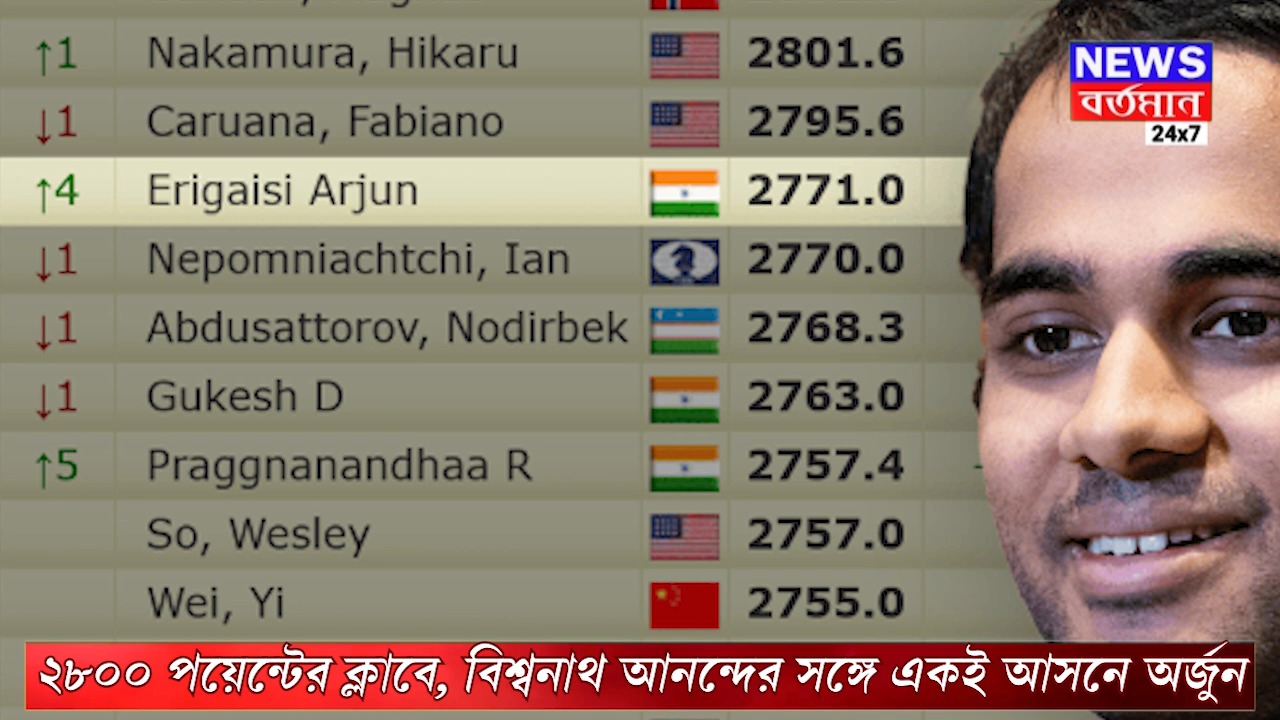 ↑1 Nakamura, Hikaru 2801.6
NEWS
বর্তমান
24x7
↓1 Caruana, Fabiano 2795.6
↑4 Erigaisi Arjun 2771.0
↓1 Nepomniachtchi, Ian 2770.0
↓1 Abdusattorov, Nodirbek 2768.3
↓1 Gukesh D 2763.0
↑5 Praggnanandhaa R 2757.4
So, Wesley 2757.0
Wei, Yi 2755.0
২৮০০ পয়েন্টের ক্লাবে, বিশ্বনাথ আনন্দের সঙ্গে একই আসনে অর্জুন